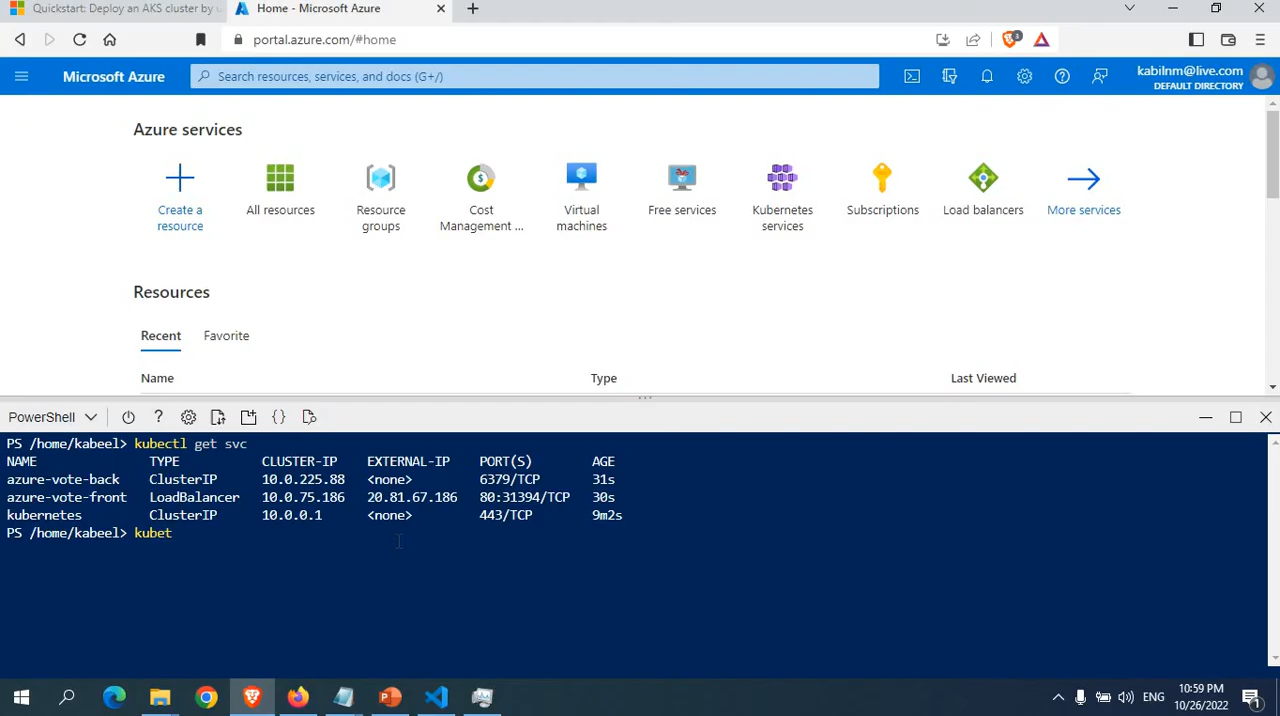 Quickstart: Deploy an AKS cluster by u
Home - Microsoft Azure
portal.azure.com/#home
1
Microsoft Azure
Search resources, services, and docs (G+/)
kabilnm@live.com
DEFAULT DIRECTORY
Azure services
Create a resource
All resources
Resource groups
Cost Management ...
Virtual machines
Free services
Kubernetes services
Subscriptions
Load balancers
More services
Resources
Recent Favorite
Name Type Last Viewed
PowerShell
PS /home/kabeel> kubectl get svc
NAME TYPE CLUSTER-IP EXTERNAL-IP PORT(S) AGE
azure-vote-back ClusterIP 10.0.225.88 <none> 6379/TCP 31s
azure-vote-front LoadBalancer 10.0.75.186 20.81.67.186 80:31394/TCP 30s
kubernetes ClusterIP 10.0.0.1 <none> 443/TCP 9m2s
PS /home/kabeel> kubet
ENG
10:59 PM
10/26/2022
1